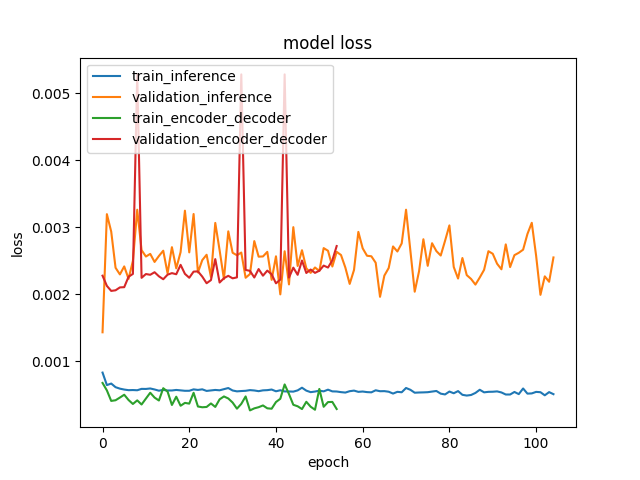 model loss
train_inference
validation_inference
train_encoder_decoder
validation_encoder_decoder
0.005
0.004
0.003
0.002
0.001
loss
0 20 40 60 80 100
epoch